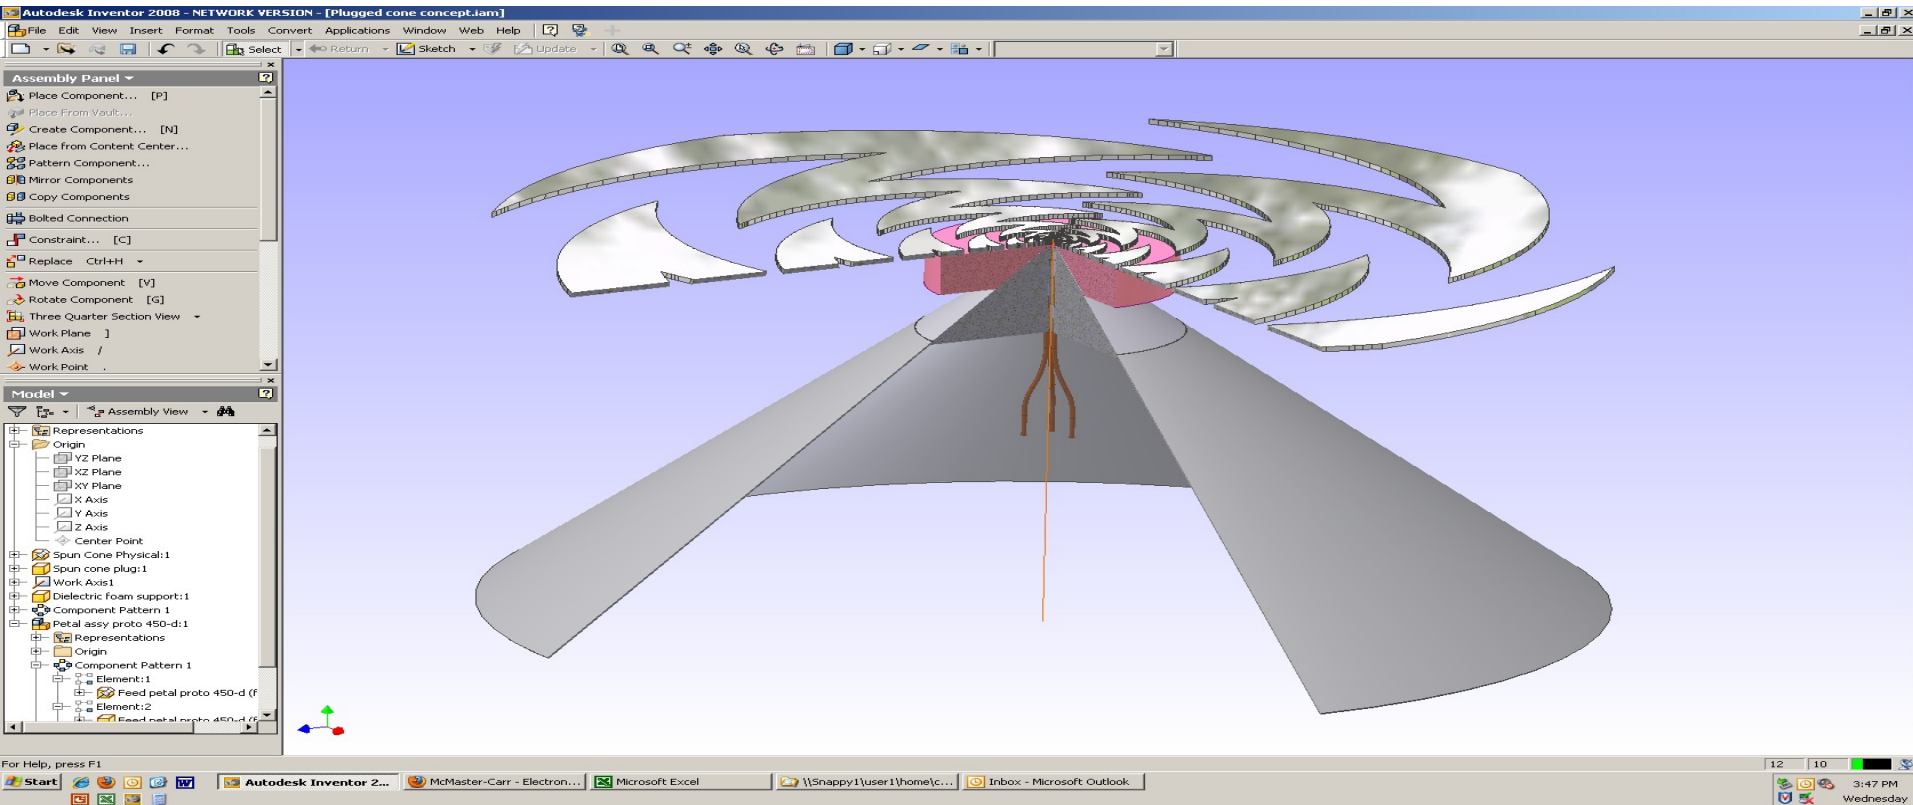 Autodesk Inventor 2008 - NETWORK VERSION - [Plugged cone concept.iam]
File Edit View Insert Format Tools Convert Applications Window Web Help
Select Return Sketch Update
Assembly Panel
Place Component... [P]
Place From Vault...
Create Component... [N]
Place from Content Center...
Pattern Component...
Mirror Components
Copy Components
Bolted Connection
Constraint... [C]
Replace Ctrl+H
Move Component [V]
Rotate Component [G]
Three Quarter Section View
Work Plane ]
Work Axis /
Work Point .
Model
Assembly View
Representations
Origin
YZ Plane
XZ Plane
XY Plane
X Axis
Y Axis
Z Axis
Center Point
Spun Cone Physical:1
Spun cone plug:1
Work Axis1
Dielectric foam support:1
Component Pattern 1
Petal assy proto 450-d:1
Representations
Origin
Component Pattern 1
Element:1
Feed petal proto 450-d (f
Element:2
Feed petal proto 450-d (f
For Help, press F1
12 10
Start Autodesk Inventor 2... McMaster-Carr - Electron... Microsoft Excel \\Snappy1\user1\home\c... Inbox - Microsoft Outlook 3:47 PM
Wednesday